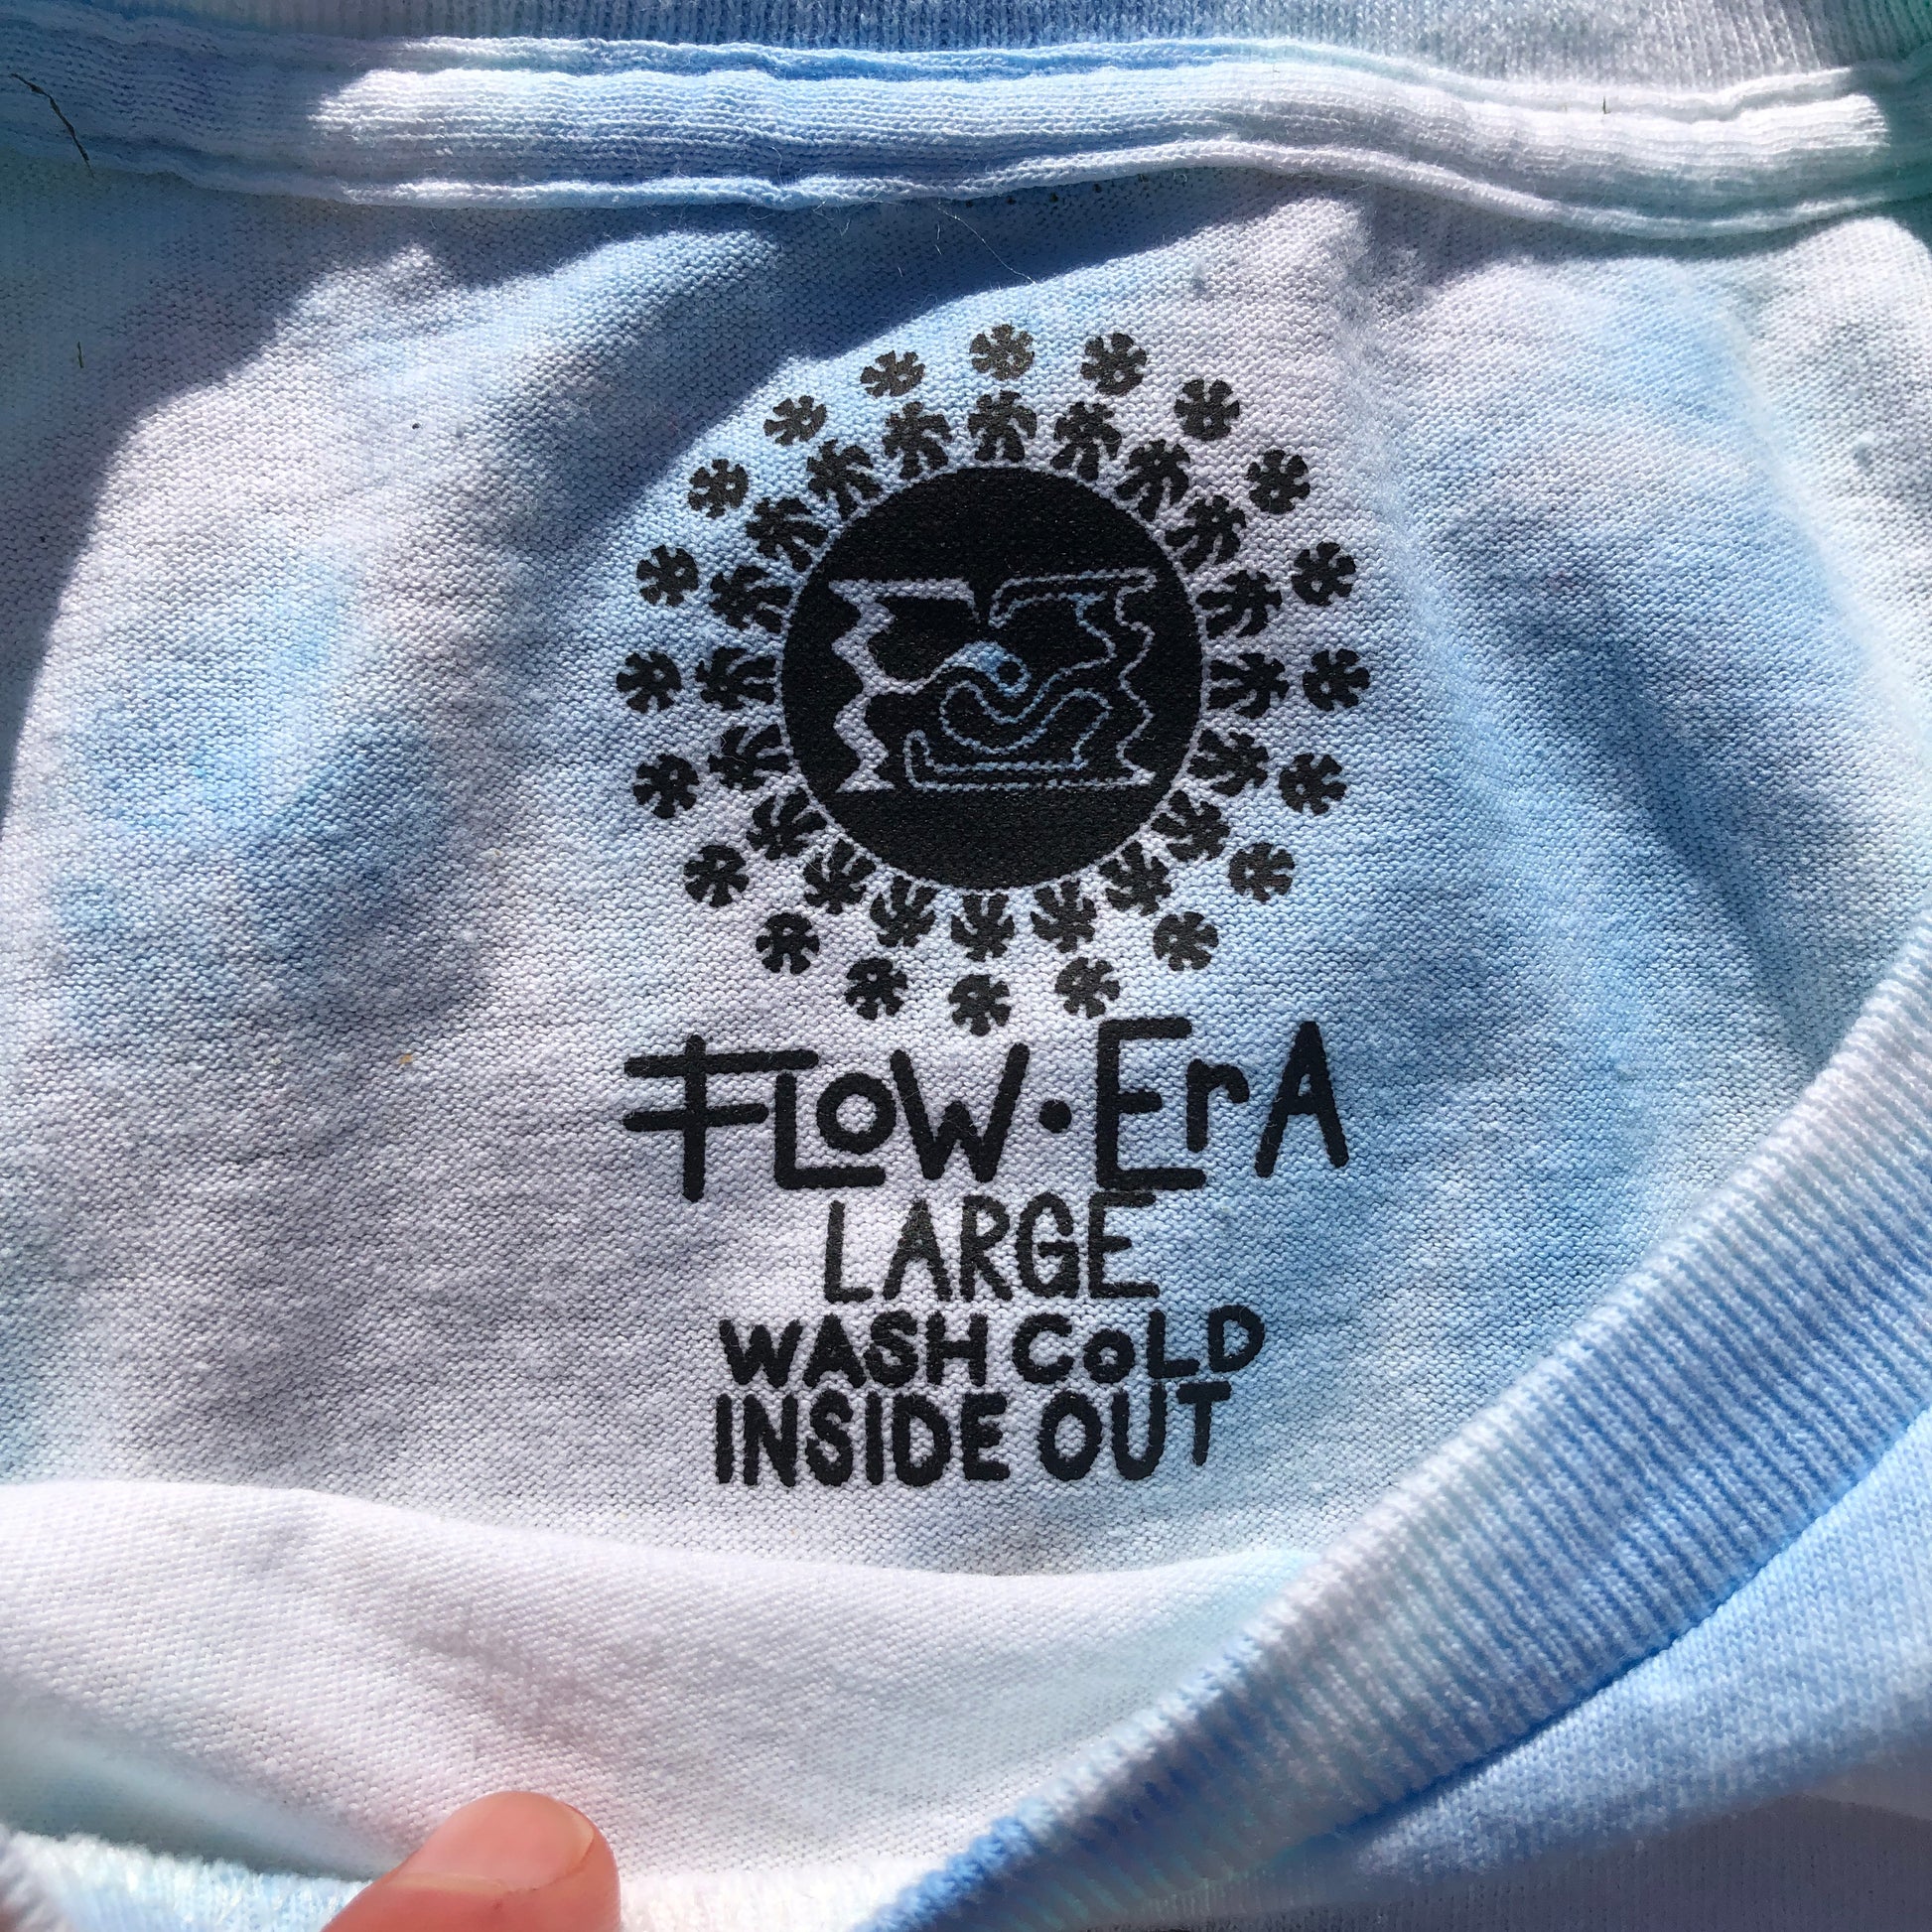 FLoW·ErA
LARGE
WASH CoLD
INSIDE OUT